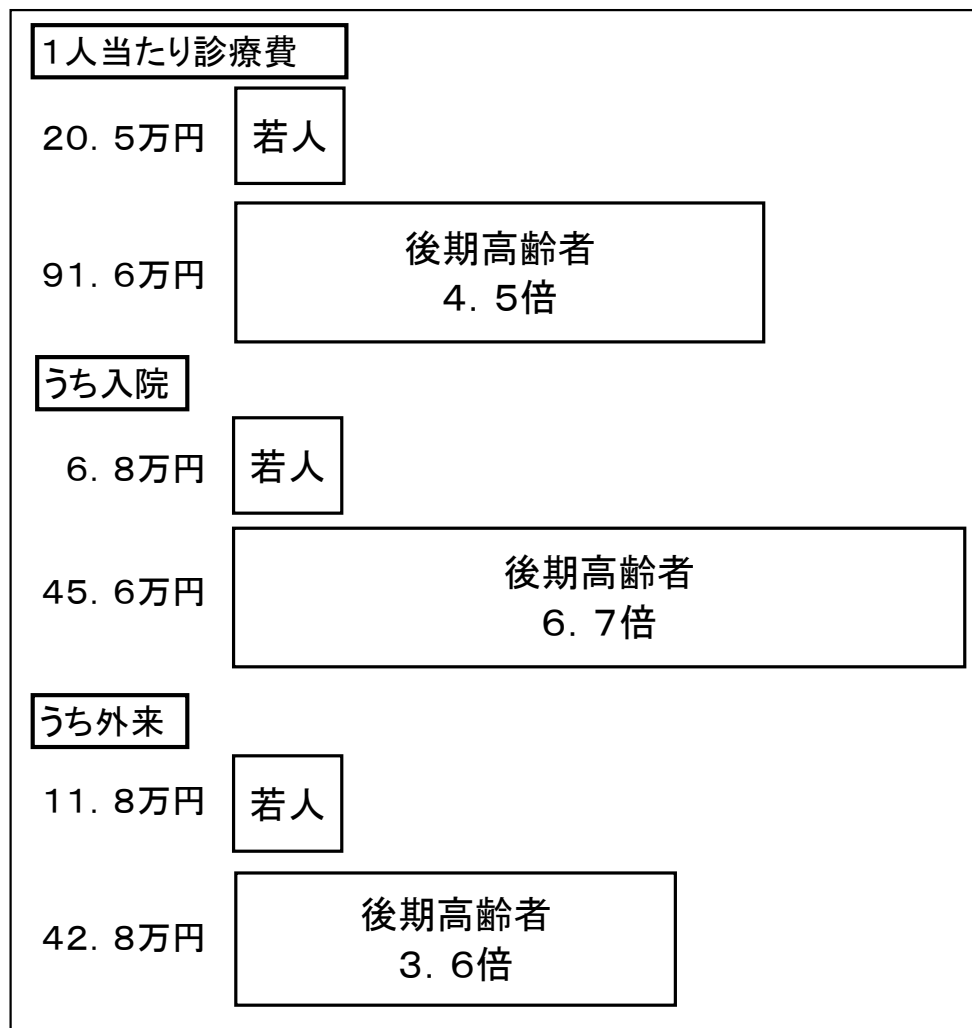 １人当たり診療費
２０．５万円
若人
９１．６万円
後期高齢者
４．５倍
うち入院
６．８万円
若人
４５．６万円
後期高齢者
６．７倍
うち外来
１１．８万円
若人
４２．８万円
後期高齢者
３．６倍